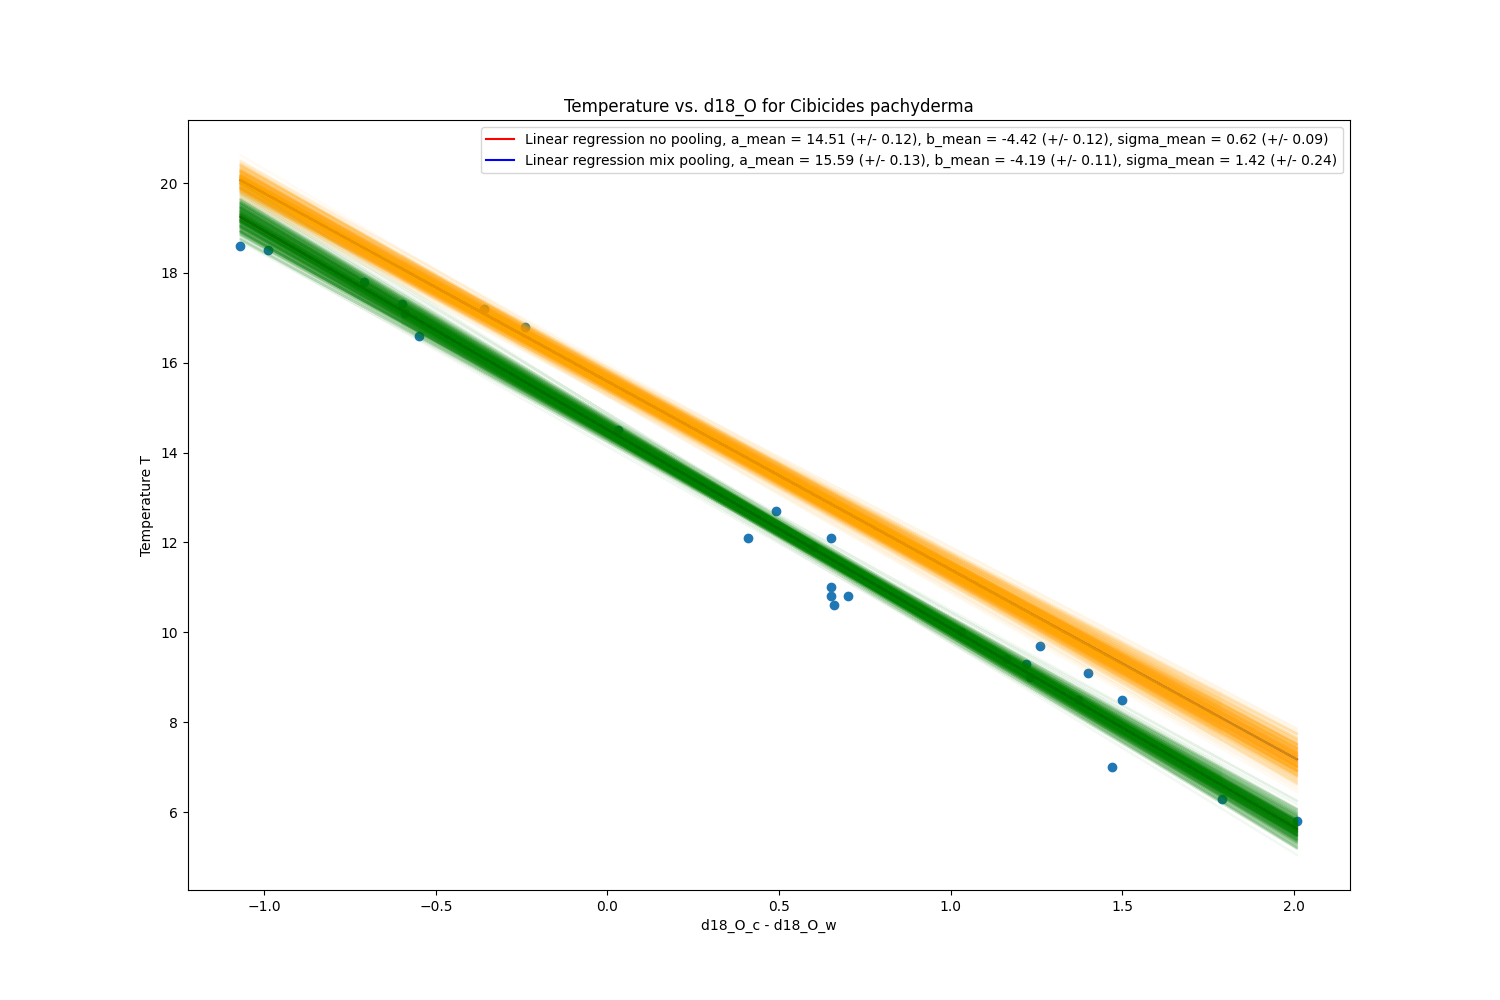 Temperature vs. d18_O for Cibicides pachyderma
Linear regression no pooling, a_mean = 14.51 (+/- 0.12), b_mean = -4.42 (+/- 0.12), sigma_mean = 0.62 (+/- 0.09)
Linear regression mix pooling, a_mean = 15.59 (+/- 0.13), b_mean = -4.19 (+/- 0.11), sigma_mean = 1.42 (+/- 0.24)
Temperature T
20
18
16
14
12
10
8
6
−1.0 −0.5 0.0 0.5 1.0 1.5 2.0
d18_O_c - d18_O_w